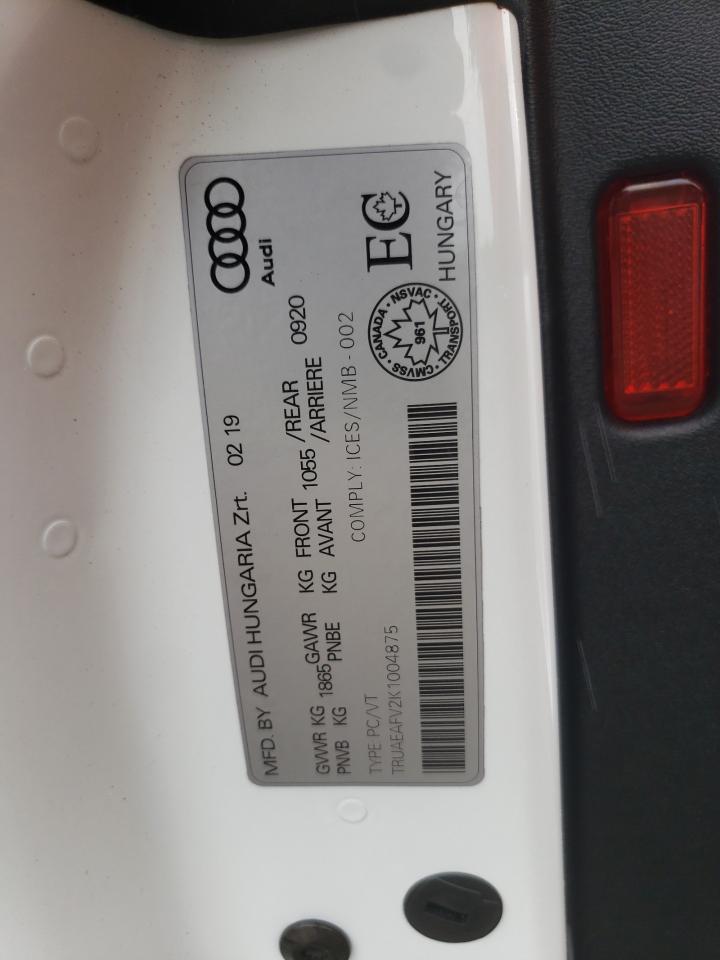 Audi
MFD. BY AUDI HUNGARIA Zrt. 02 19
GVWR KG 1865 GAWR KG FRONT 1055 /REAR 0920
PNVB KG PNBE KG AVANT /ARRIERE
COMPLY: ICES/NMB - 002
TYPE PC/VT
TRUAEAFV2K1004875
CANADA · NSVAC · TRANSPORT · CMVSS ·
961
EC
T
HUNGARY